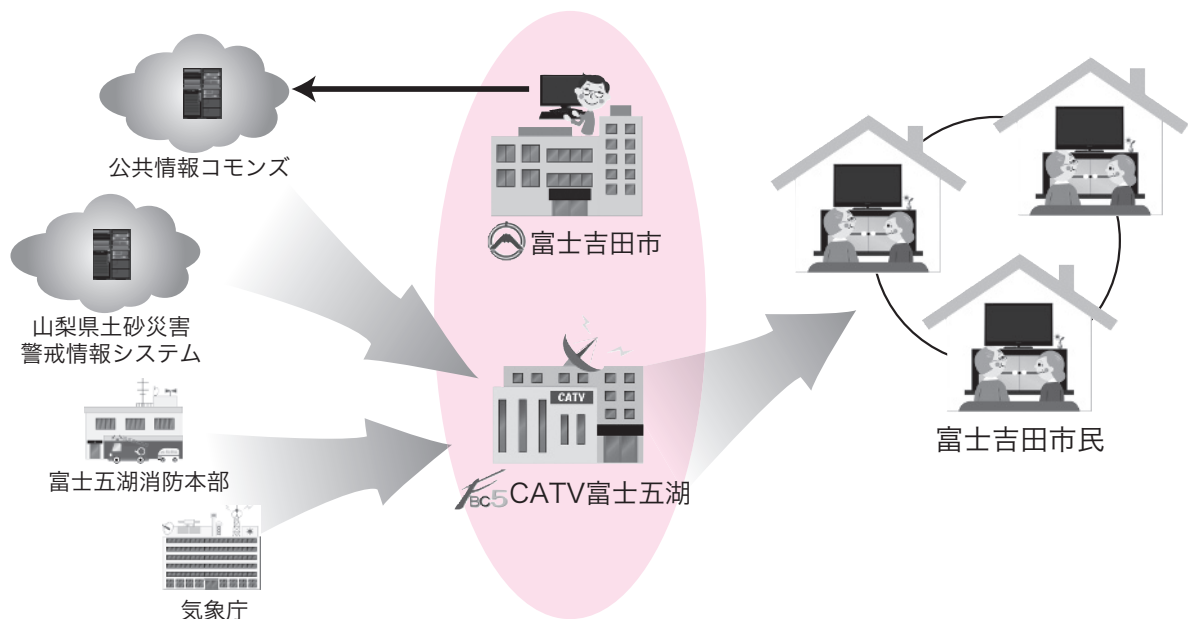 公共情報コモンズ
山梨県土砂災害
警戒情報システム
富士五湖消防本部
気象庁
富士吉田市
CATV
FBC5 CATV富士五湖
富士吉田市民